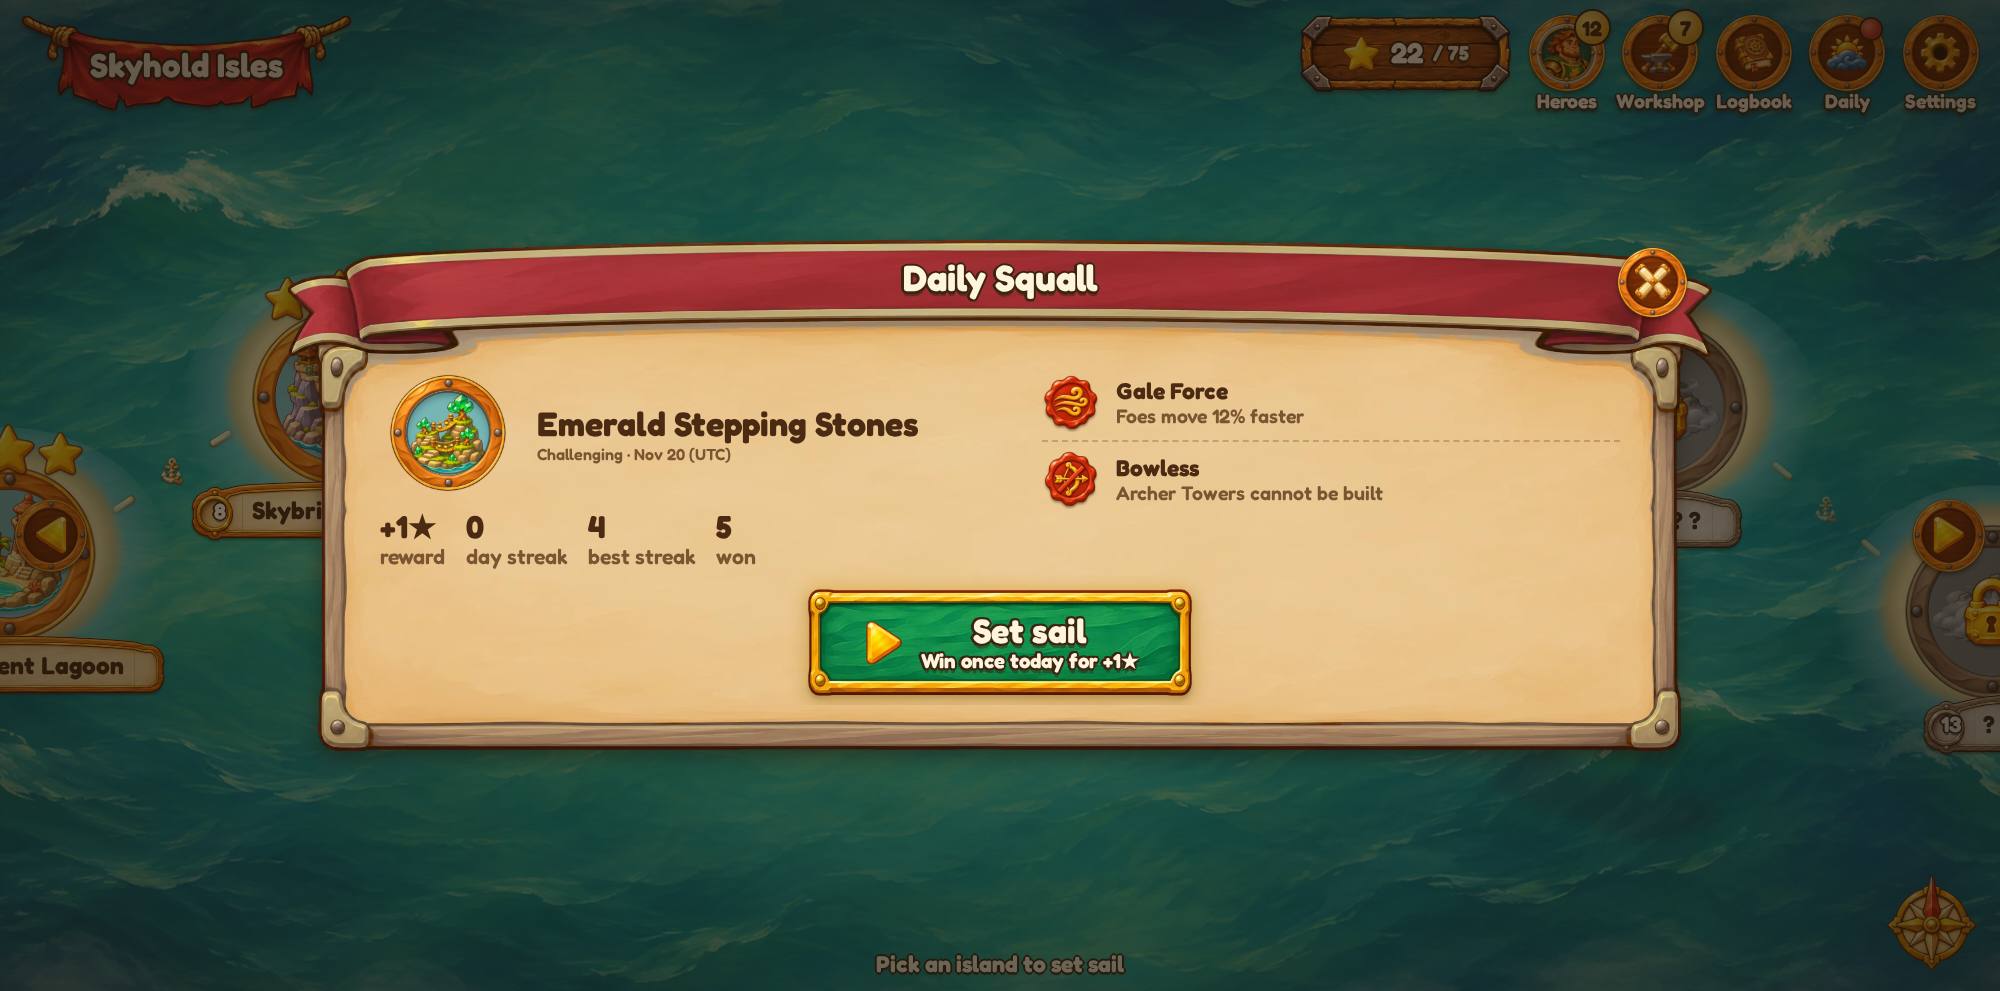 Skyhold Isles
22 / 75
12
7
Heroes
Workshop
Logbook
Daily
Settings
Daily Squall
Emerald Stepping Stones
Challenging · Nov 20 (UTC)
+1★
reward
0
day streak
4
best streak
5
won
Gale Force
Foes move 12% faster
Bowless
Archer Towers cannot be built
Set sail
Win once today for +1★
8
Skybri
ent Lagoon
? ?
13
?
Pick an island to set sail